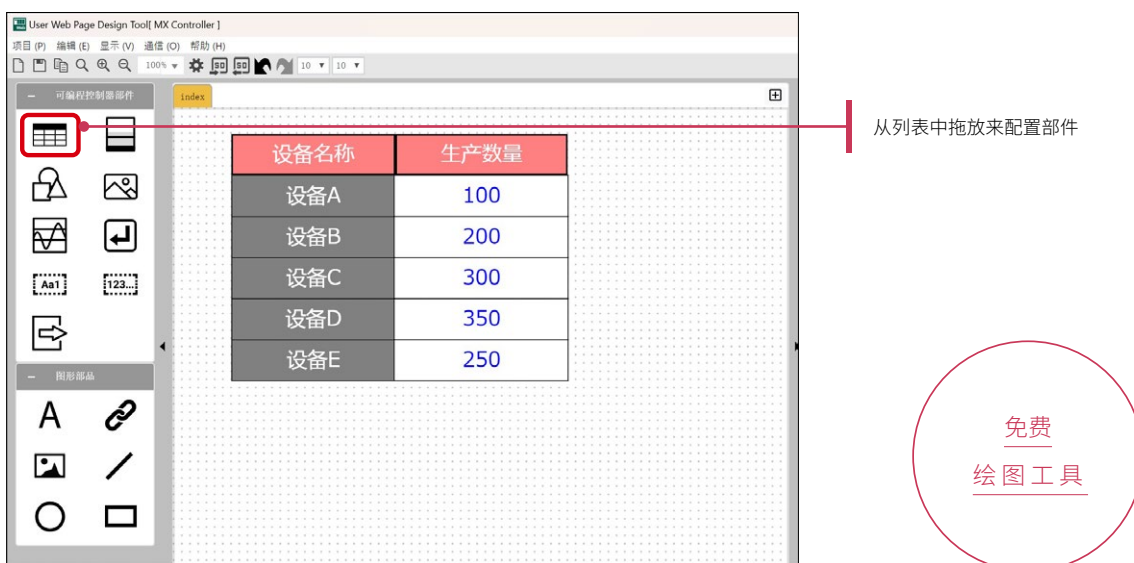 User Web Page Design Tool[ MX Controller ]
项目 (P) 编辑 (E) 显示 (V) 通信 (O) 帮助 (H)
100% SD SD 10 10
可编程控制器部件
index
从列表中拖放来配置部件
设备名称 生产数量
设备A 100
设备B 200
设备C 300
设备D 350
设备E 250
Aa1 123...
图形部品
A
免费
绘图工具